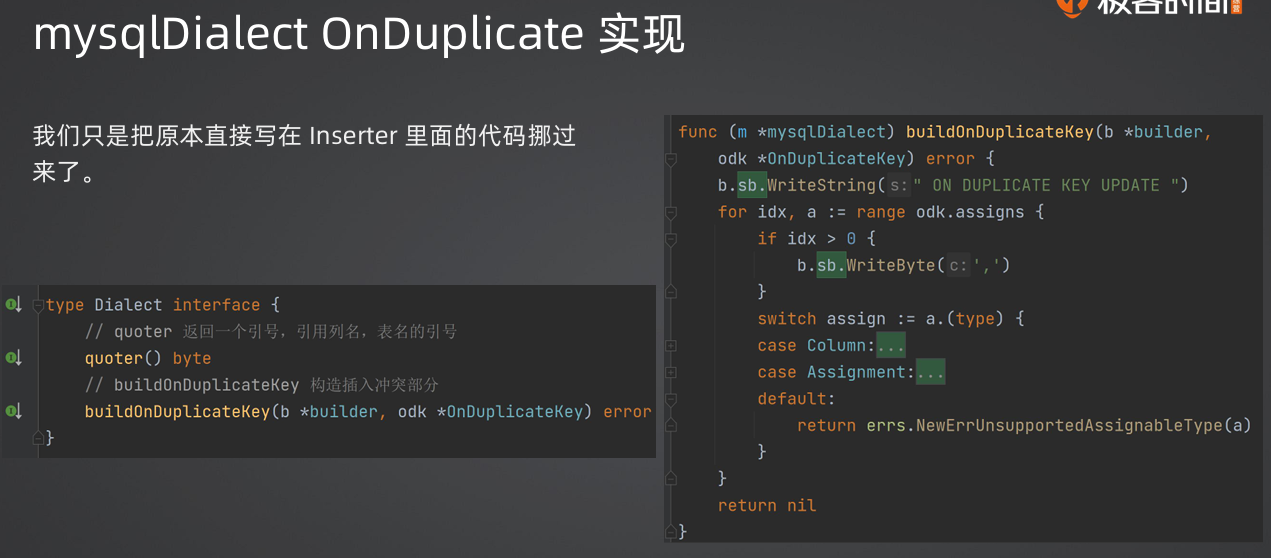 mysqlDialect OnDuplicate 实现
极客时间
我们只是把原本直接写在 Inserter 里面的代码挪过
来了。
type Dialect interface {
// quoter 返回一个引号，引用列名，表名的引号
quoter() byte
// buildOnDuplicateKey 构造插入冲突部分
buildOnDuplicateKey(b *builder, odk *OnDuplicateKey) error
}
func (m *mysqlDialect) buildOnDuplicateKey(b *builder,
odk *OnDuplicateKey) error {
b.sb.WriteString( s: " ON DUPLICATE KEY UPDATE ")
for idx, a := range odk.assigns {
if idx > 0 {
b.sb.WriteByte( c: ',')
}
switch assign := a.(type) {
case Column:...
case Assignment:...
default:
return errs.NewErrUnsupportedAssignableType(a)
}
}
return nil
}